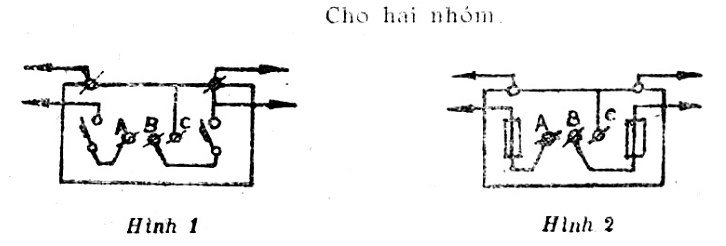 Cho hai nhóm.
A B C
A B C
Hình 1
Hình 2